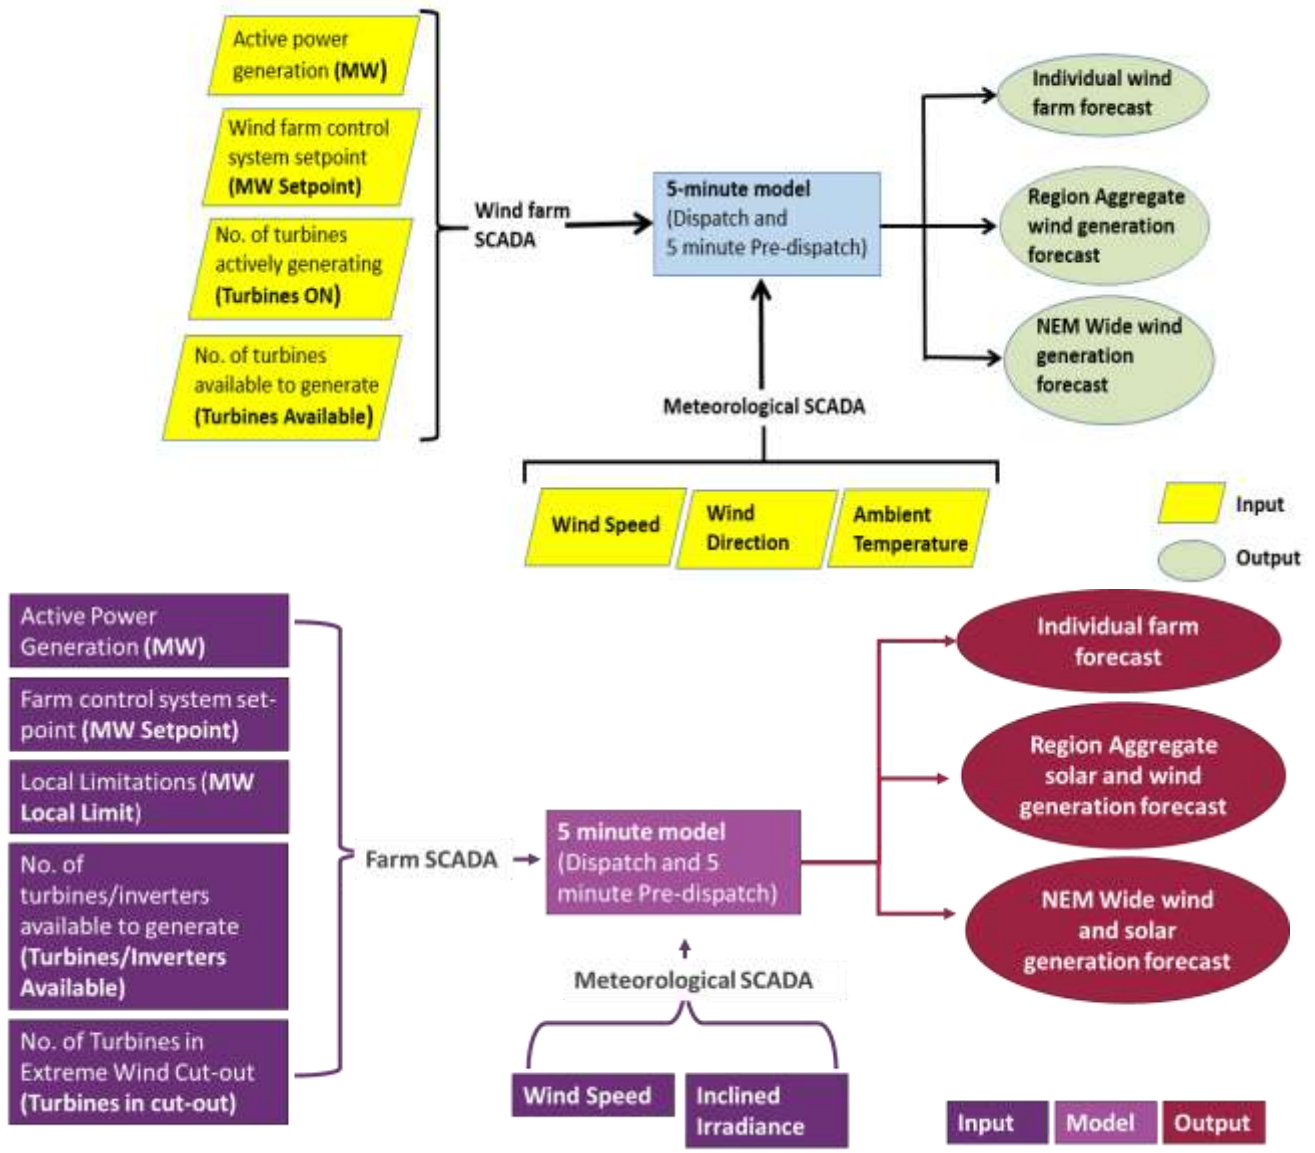 Active power
generation (MW)
Wind farm control
system setpoint
(MW Setpoint)
No. of turbines
actively generating
(Turbines ON)
No. of turbines
available to generate
(Turbines Available)
Wind farm
SCADA
5-minute model
(Dispatch and
5 minute Pre-dispatch)
Individual wind
farm forecast
Region Aggregate
wind generation
forecast
NEM Wide wind
generation
forecast
Meteorological SCADA
Wind Speed
Wind
Direction
Ambient
Temperature
Input
Output
Active Power
Generation (MW)
Farm control system set-
point (MW Setpoint)
Local Limitations (MW
Local Limit)
No. of
turbines/inverters
available to generate
(Turbines/Inverters
Available)
No. of Turbines in
Extreme Wind Cut-out
(Turbines in cut-out)
Farm SCADA
5 minute model
(Dispatch and 5
minute Pre-dispatch)
Individual farm
forecast
Region Aggregate
solar and wind
generation forecast
NEM Wide wind
and solar
generation forecast
Meteorological SCADA
Wind Speed
Inclined
Irradiance
Input
Model
Output